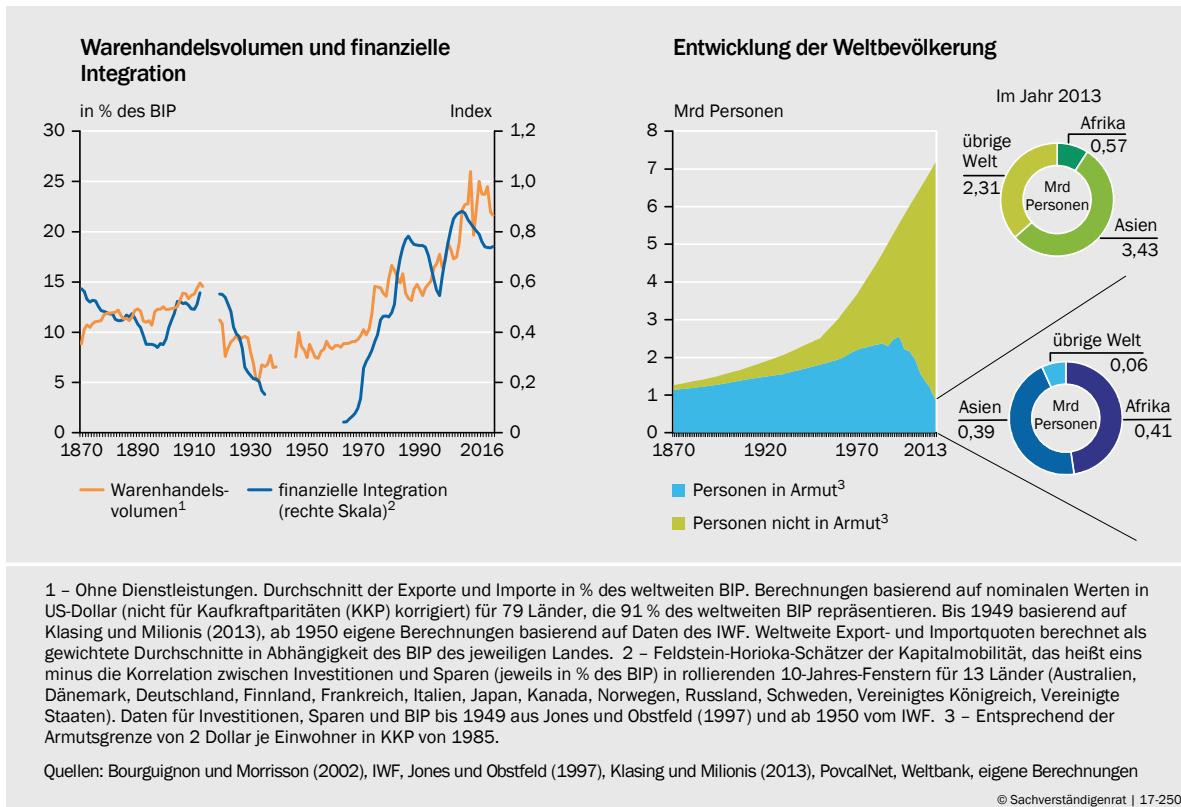 Warenhandelsvolumen und finanzielle
Integration
in % des BIP
Index
30
25
20
15
10
5
0
1,2
1,0
0,8
0,6
0,4
0,2
0
1870 1890 1910 1930 1950 1970 1990 2016
Warenhandels-
volumen1
finanzielle Integration
(rechte Skala)2
Entwicklung der Weltbevölkerung
Mrd Personen
8
7
6
5
4
3
2
1
0
1870 1920 1970 2013
Personen in Armut3
Personen nicht in Armut3
Im Jahr 2013
Afrika
0,57
übrige
Welt
2,31
Mrd
Personen
Asien
3,43
übrige Welt
0,06
Asien
0,39
Mrd
Personen
Afrika
0,41
1 – Ohne Dienstleistungen. Durchschnitt der Exporte und Importe in % des weltweiten BIP. Berechnungen basierend auf nominalen Werten in
US-Dollar (nicht für Kaufkraftparitäten (KKP) korrigiert) für 79 Länder, die 91 % des weltweiten BIP repräsentieren. Bis 1949 basierend auf
Klasing und Milionis (2013), ab 1950 eigene Berechnungen basierend auf Daten des IWF. Weltweite Export- und Importquoten berechnet als
gewichtete Durchschnitte in Abhängigkeit des BIP des jeweiligen Landes. 2 – Feldstein-Horioka-Schätzer der Kapitalmobilität, das heißt eins
minus die Korrelation zwischen Investitionen und Sparen (jeweils in % des BIP) in rollierenden 10-Jahres-Fenstern für 13 Länder (Australien,
Dänemark, Deutschland, Finnland, Frankreich, Italien, Japan, Kanada, Norwegen, Russland, Schweden, Vereinigtes Königreich, Vereinigte
Staaten). Daten für Investitionen, Sparen und BIP bis 1949 aus Jones und Obstfeld (1997) und ab 1950 vom IWF. 3 – Entsprechend der
Armutsgrenze von 2 Dollar je Einwohner in KKP von 1985.
Quellen: Bourguignon und Morrisson (2002), IWF, Jones und Obstfeld (1997), Klasing und Milionis (2013), PovcalNet, Weltbank, eigene Berechnungen
© Sachverständigenrat | 17-250